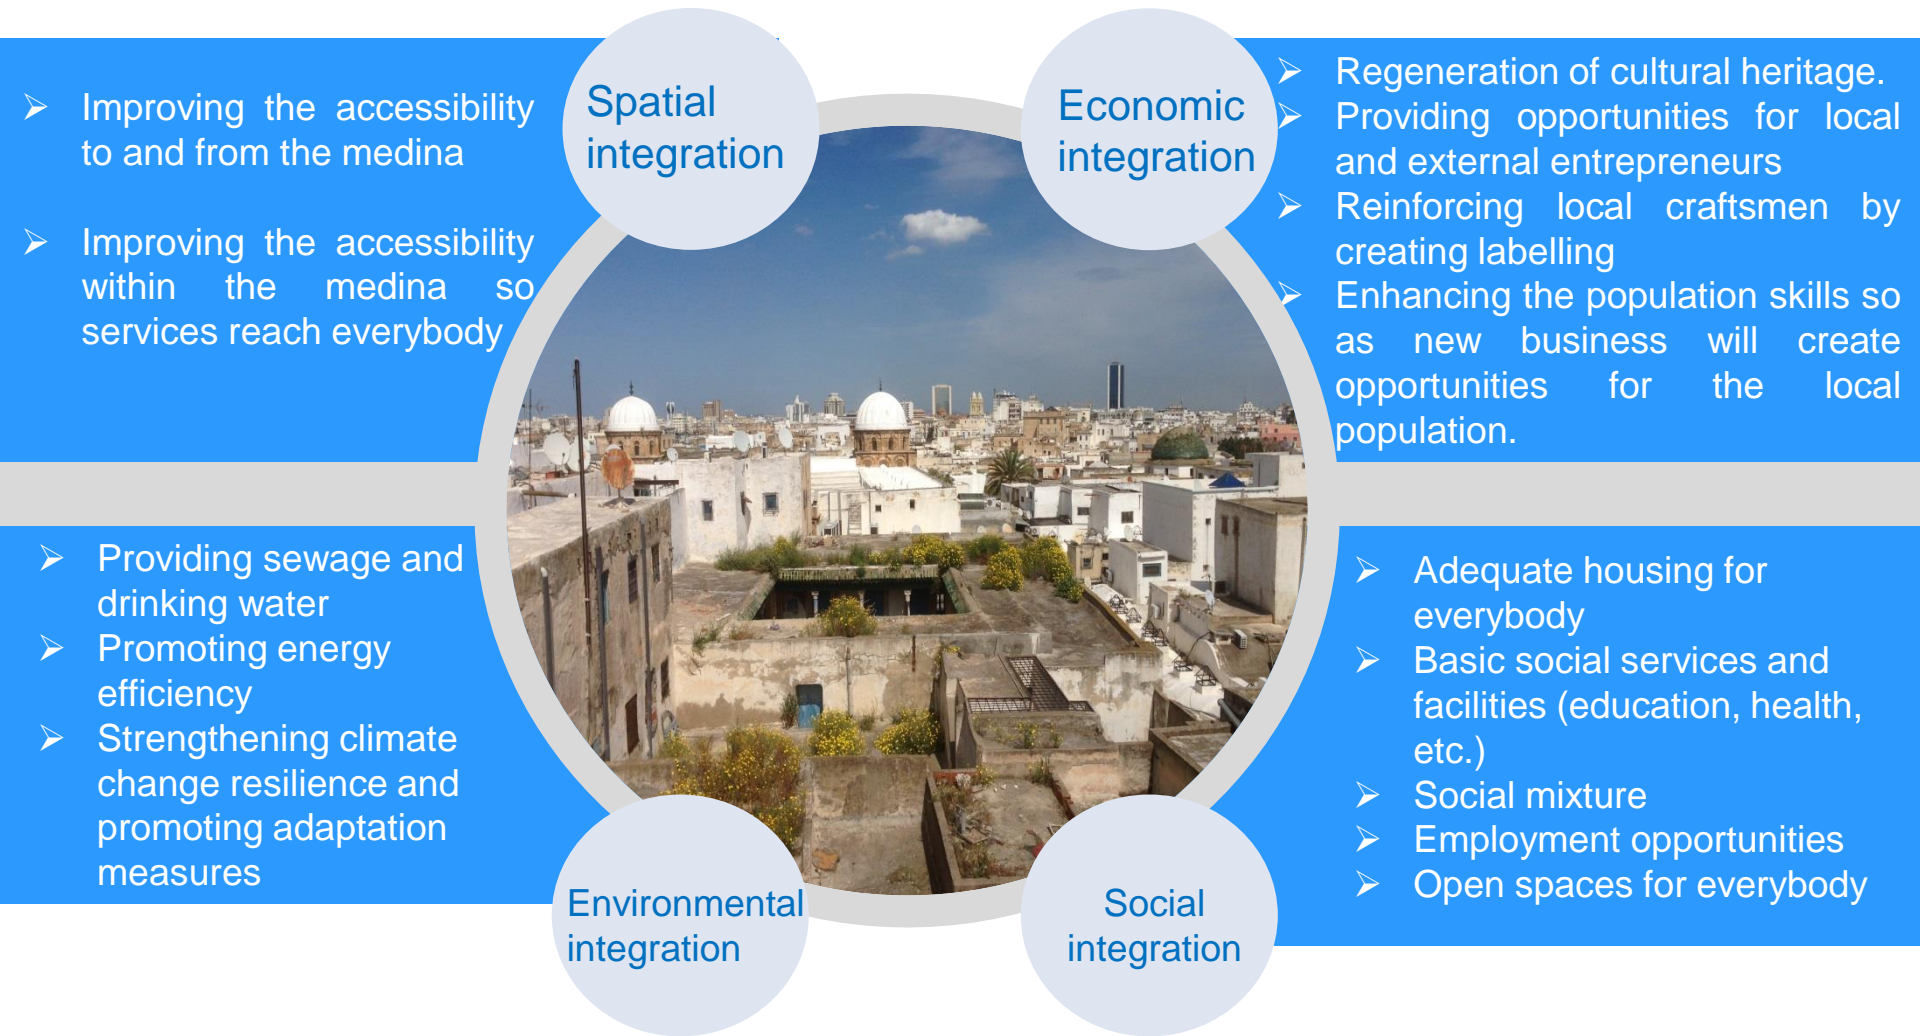 Spatial
integration
➢ Improving the accessibility
to and from the medina
➢ Improving the accessibility
within the medina so
services reach everybody
Economic
integration
➢ Regeneration of cultural heritage.
➢ Providing opportunities for local
and external entrepreneurs
➢ Reinforcing local craftsmen by
creating labelling
➢ Enhancing the population skills so
as new business will create
opportunities for the local
population.
➢ Providing sewage and
drinking water
➢ Promoting energy
efficiency
➢ Strengthening climate
change resilience and
promoting adaptation
measures
Environmental
integration
➢ Adequate housing for
everybody
➢ Basic social services and
facilities (education, health,
etc.)
➢ Social mixture
➢ Employment opportunities
➢ Open spaces for everybody
Social
integration